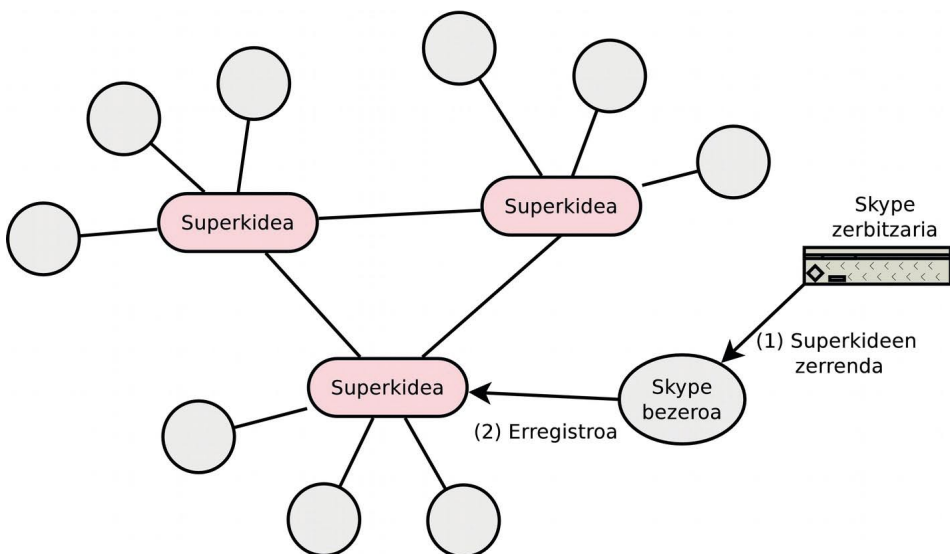 Superkidea
Superkidea
Skype
zerbitzaria
(1) Superkideen
zerrenda
Superkidea
Skype
bezeroa
(2) Erregistroa